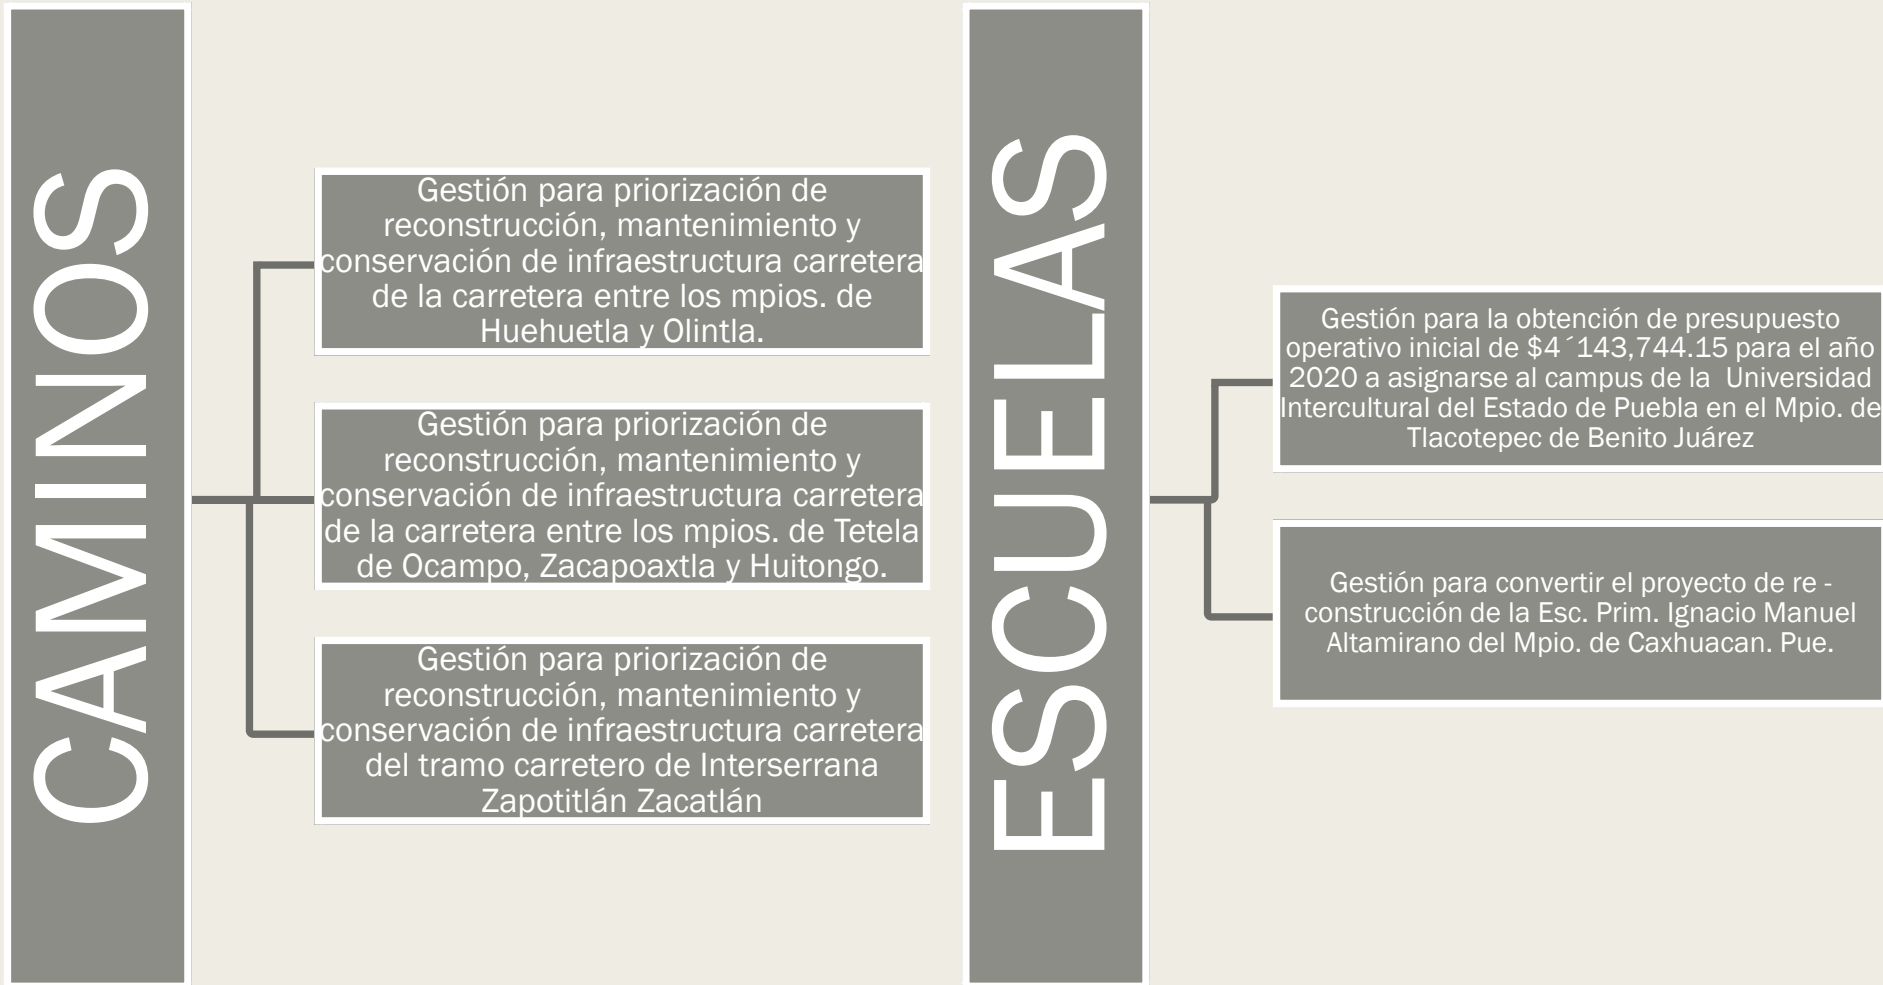 CAMINOS
Gestión para priorización de
reconstrucción, mantenimiento y
conservación de infraestructura carretera
de la carretera entre los mpios. de
Huehuetla y Olintla.
Gestión para priorización de
reconstrucción, mantenimiento y
conservación de infraestructura carretera
de la carretera entre los mpios. de Tetela
de Ocampo, Zacapoaxtla y Huitongo.
Gestión para priorización de
reconstrucción, mantenimiento y
conservación de infraestructura carretera
del tramo carretero de Interserrana
Zapotitlán Zacatlán
ESCUELAS
Gestión para la obtención de presupuesto
operativo inicial de $4´143,744.15 para el año
2020 a asignarse al campus de la  Universidad
Intercultural del Estado de Puebla en el Mpio. de
Tlacotepec de Benito Juárez
Gestión para convertir el proyecto de re -
construcción de la Esc. Prim. Ignacio Manuel
Altamirano del Mpio. de Caxhuacan. Pue.